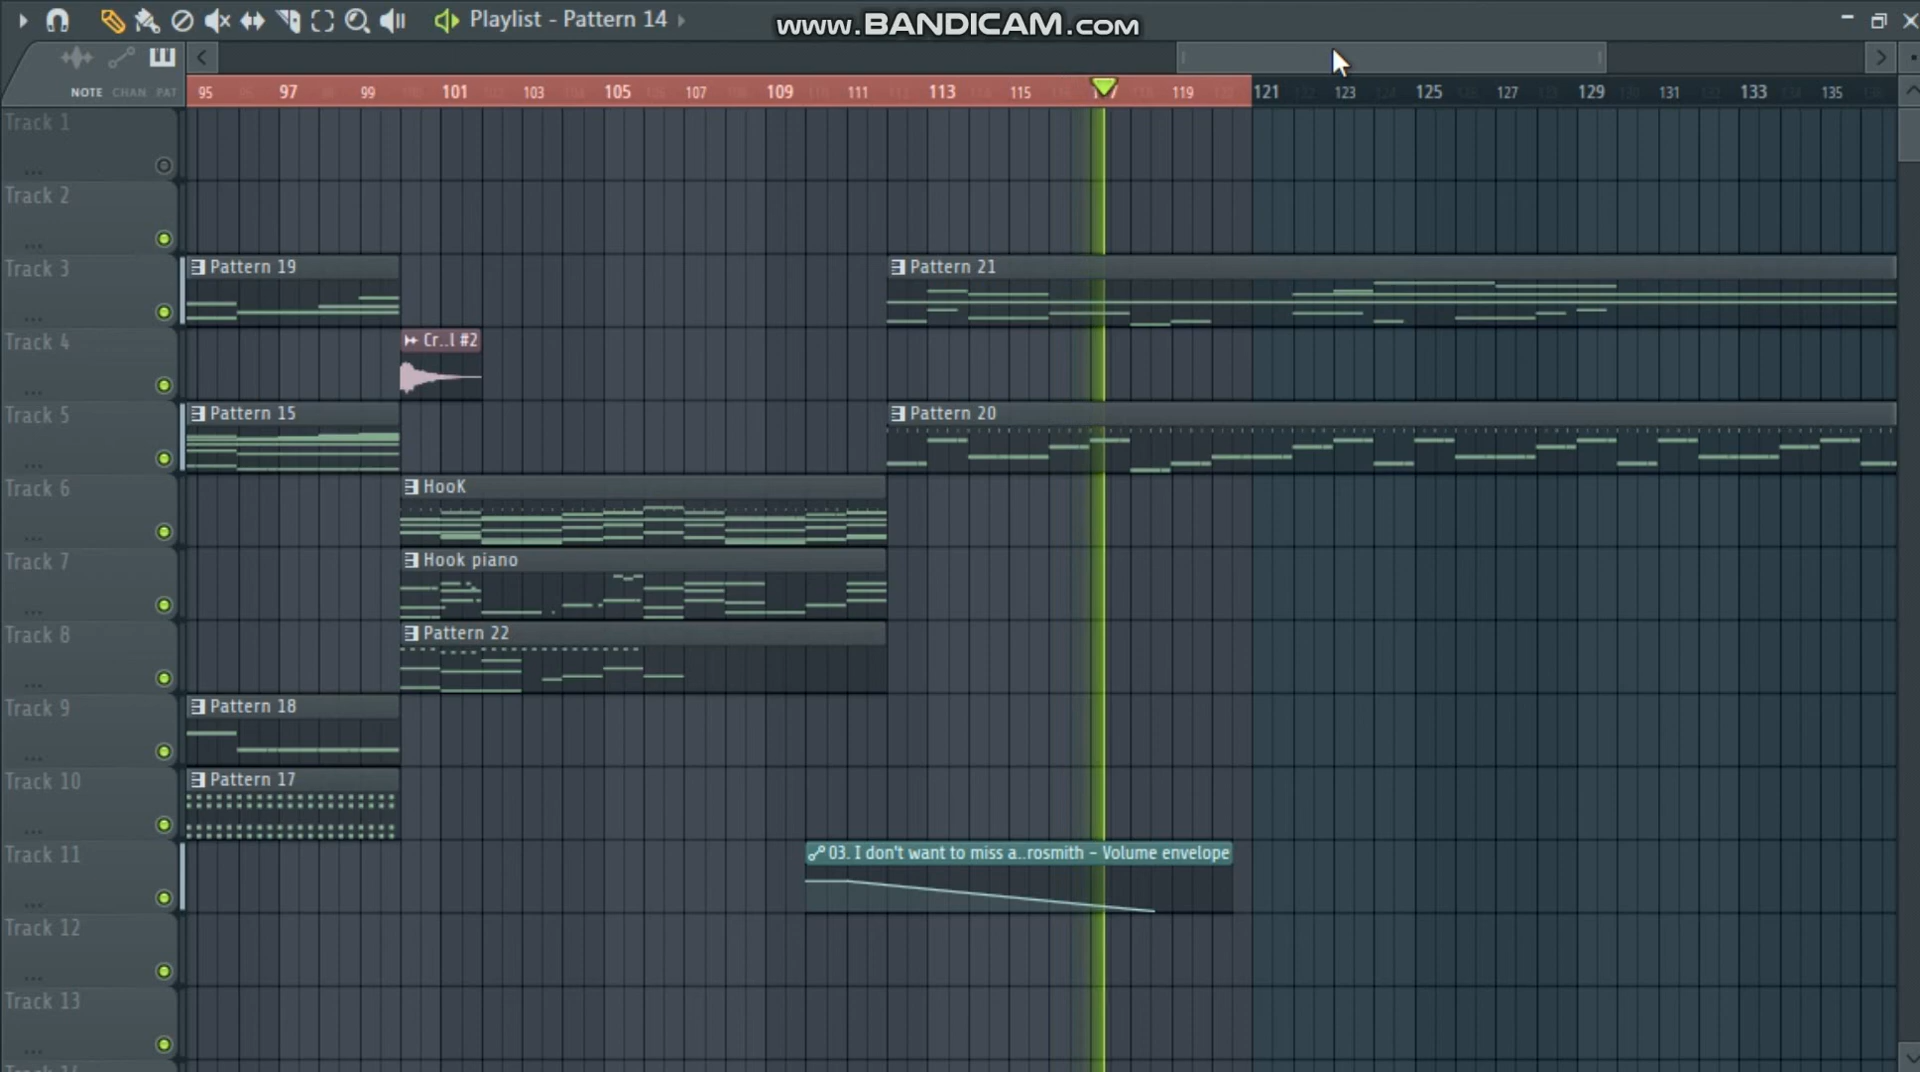 Playlist - Pattern 14
www.BANDICAM.com
NOTE CHAN PAT
95 97 99 101 103 105 107 109 111 113 115 119 121 123 125 127 129 131 133 135
Track 1
Track 2
Track 3
Pattern 19
Pattern 21
Track 4
Cr..l #2
Track 5
Pattern 15
Pattern 20
Track 6
HooK
Track 7
Hook piano
Track 8
Pattern 22
Track 9
Pattern 18
Track 10
Pattern 17
Track 11
03. I don't want to miss a..rosmith - Volume envelope
Track 12
Track 13